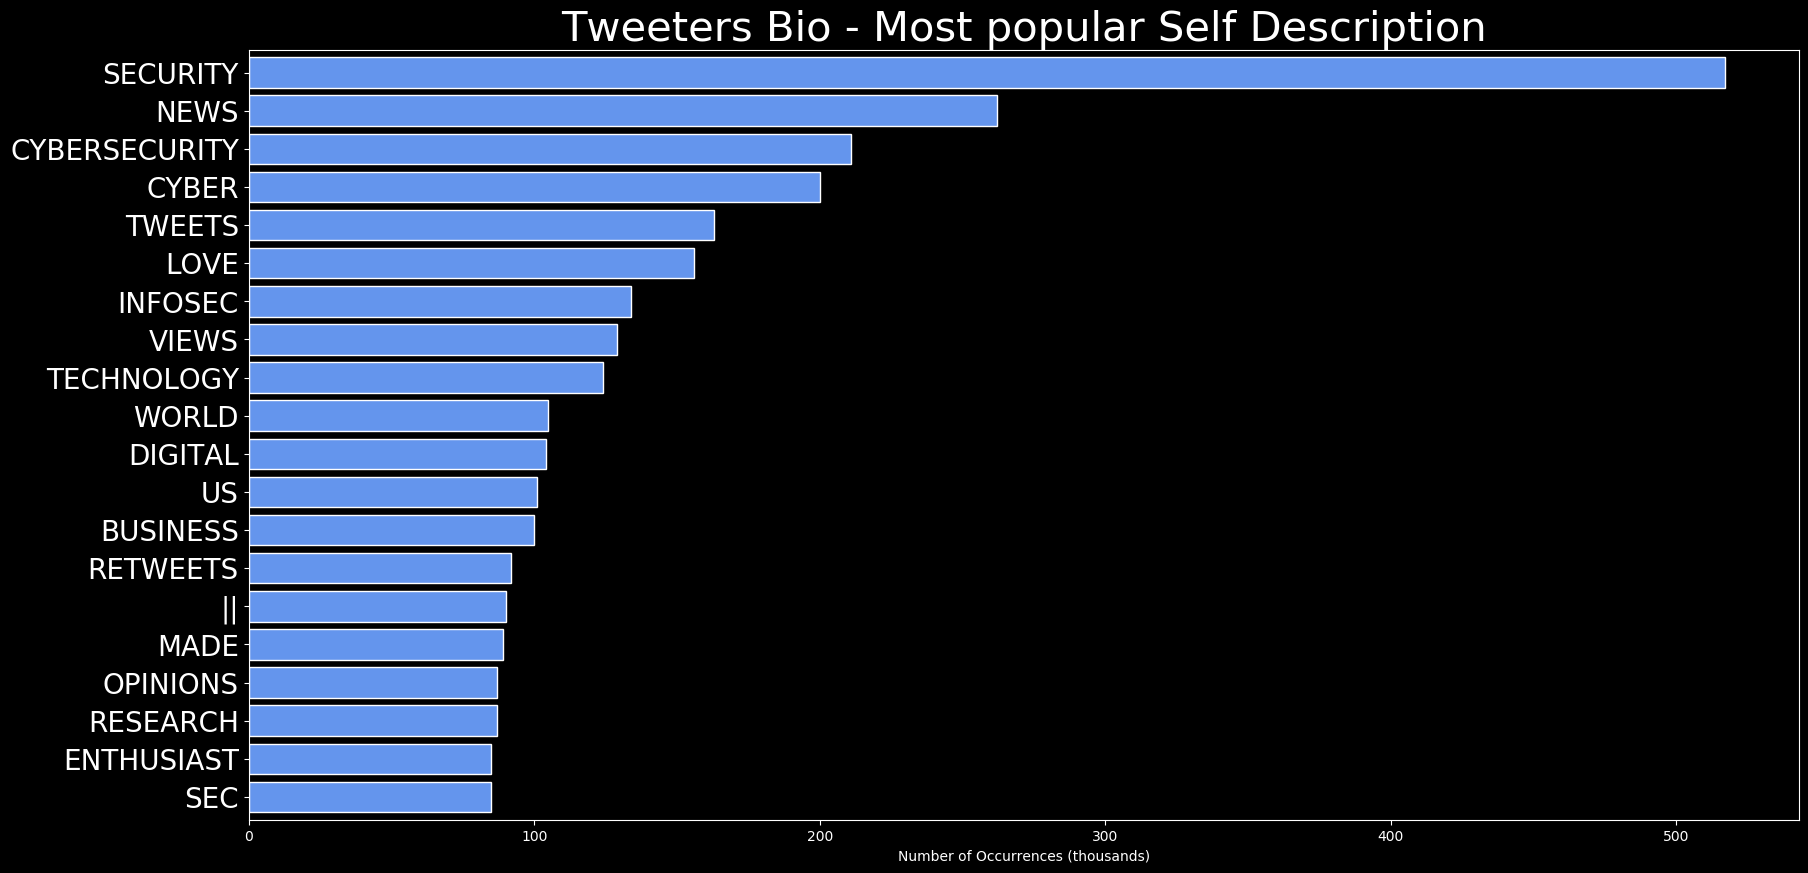 Tweeters Bio - Most popular Self Description
SECURITY
NEWS
CYBERSECURITY
CYBER
TWEETS
LOVE
INFOSEC
VIEWS
TECHNOLOGY
WORLD
DIGITAL
US
BUSINESS
RETWEETS
||
MADE
OPINIONS
RESEARCH
ENTHUSIAST
SEC
0 100 200 300 400 500
Number of Occurrences (thousands)